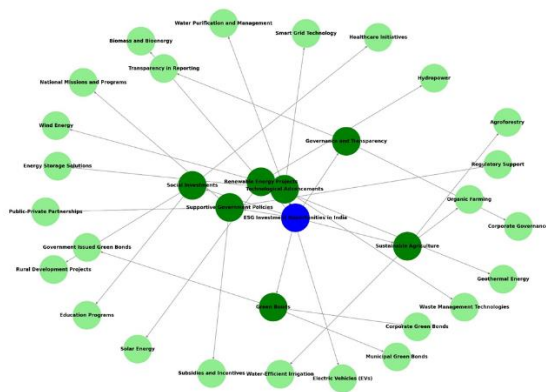 Water Purification and Management
Smart Grid Technology
Healthcare Initiatives
Biomass and Bioenergy
Transparency in Reporting
National Missions and Programs
Hydropower
Wind Energy
Agroforestry
Governance and Transparency
Energy Storage Solutions
Regulatory Support
Renewable Energy Projects
Social Investments
Technological Advancements
Organic Farming
Public-Private Partnerships
Supportive Government Policies
ESG Investment Opportunities in India
Corporate Governanc
Government Issued Green Bonds
Sustainable Agriculture
Rural Development Projects
Geothermal Energy
Waste Management Technologies
Green Bonds
Education Programs
Corporate Green Bonds
Solar Energy
Municipal Green Bonds
Subsidies and Incentives
Water-Efficient Irrigation
Electric Vehicles (EVs)